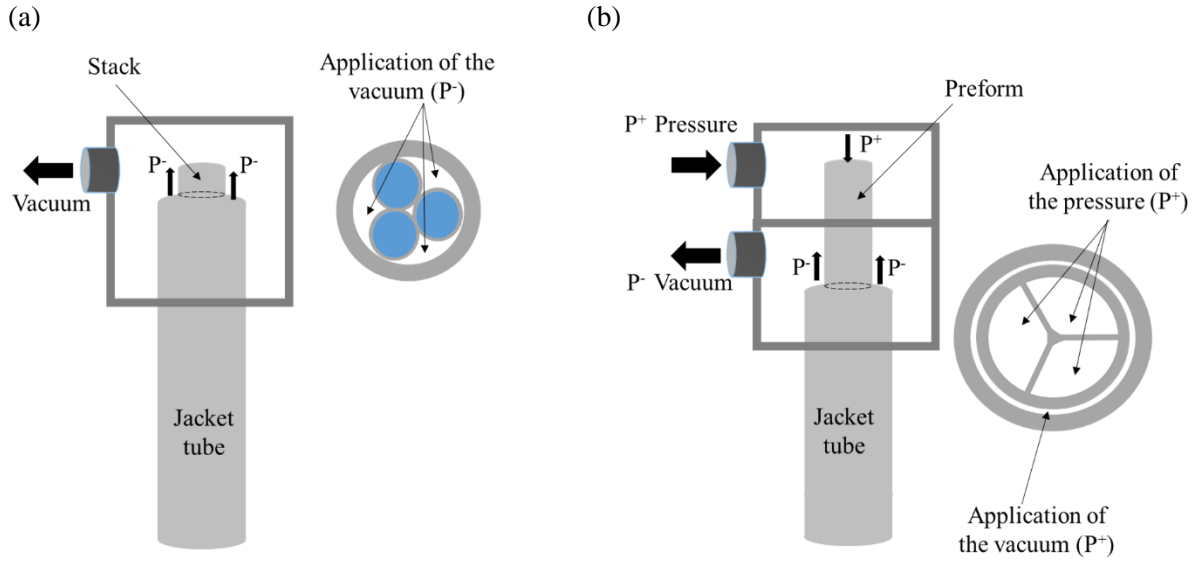 (a)
Stack
Application of the
vacuum (P⁻)
P⁻
P⁻
Vacuum
Jacket
tube
(b)
Preform
P⁺ Pressure
P⁺
Application of
the pressure (P⁺)
P⁻
P⁻
P⁻ Vacuum
Jacket
tube
Application of
the vacuum (P⁺)